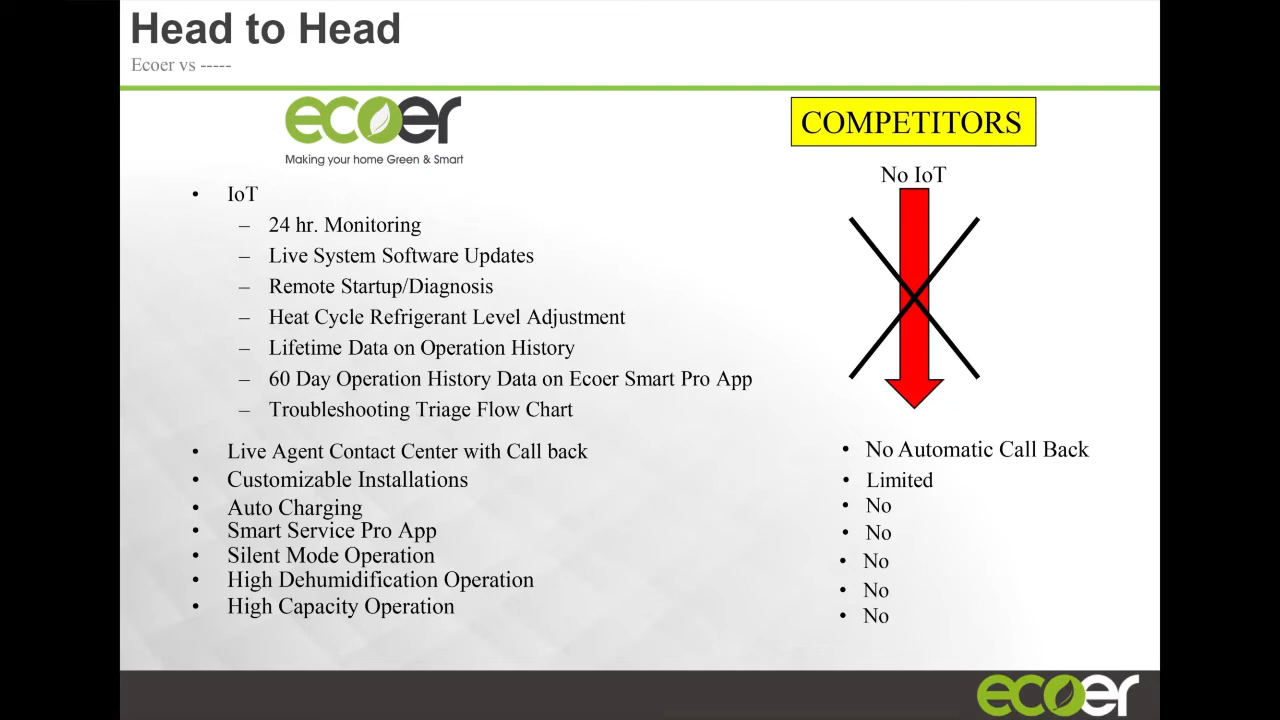 Head to Head
Ecoer vs -----
ecoer
Making your home Green & Smart
• IoT
– 24 hr. Monitoring
– Live System Software Updates
– Remote Startup/Diagnosis
– Heat Cycle Refrigerant Level Adjustment
– Lifetime Data on Operation History
– 60 Day Operation History Data on Ecoer Smart Pro App
– Troubleshooting Triage Flow Chart
• Live Agent Contact Center with Call back
• Customizable Installations
• Auto Charging
• Smart Service Pro App
• Silent Mode Operation
• High Dehumidification Operation
• High Capacity Operation
COMPETITORS
No IoT
• No Automatic Call Back
• Limited
• No
• No
• No
• No
• No
ecoer